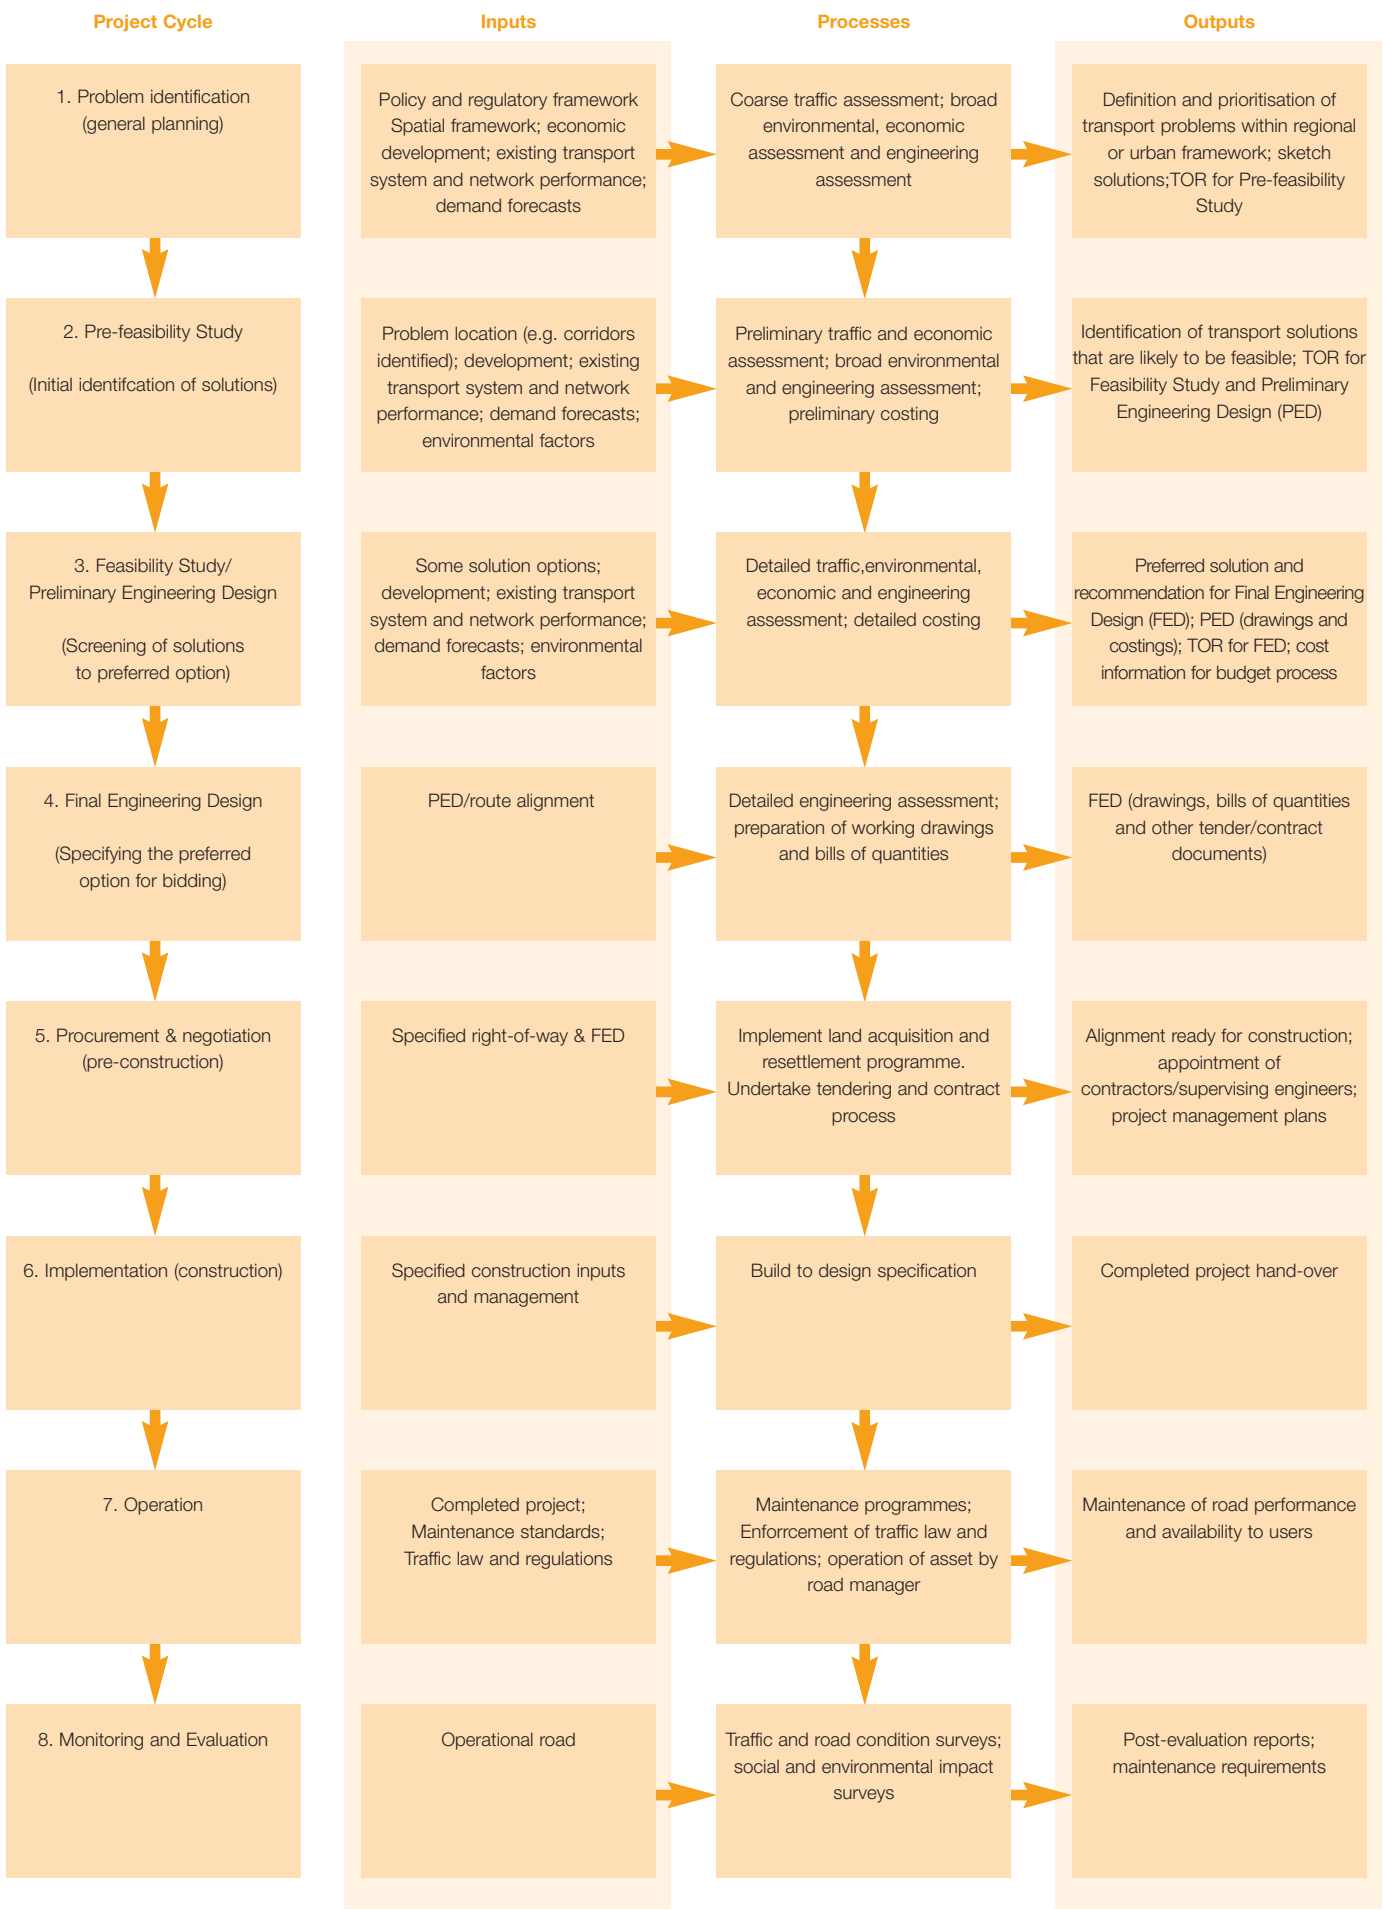 Project Cycle
Inputs
Processes
Outputs
1. Problem identification
(general planning)
Policy and regulatory framework
Spatial framework; economic
development; existing transport
system and network performance;
demand forecasts
Coarse traffic assessment; broad
environmental, economic
assessment and engineering
assessment
Definition and prioritisation of
transport problems within regional
or urban framework; sketch
solutions;TOR for Pre-feasibility
Study
2. Pre-feasibility Study
(Initial identifcation of solutions)
Problem location (e.g. corridors
identified); development; existing
transport system and network
performance; demand forecasts;
environmental factors
Preliminary traffic and economic
assessment; broad environmental
and engineering assessment;
preliminary costing
Identification of transport solutions
that are likely to be feasible; TOR for
Feasibility Study and Preliminary
Engineering Design (PED)
3. Feasibility Study/
Preliminary Engineering Design
(Screening of solutions
to preferred option)
Some solution options;
development; existing transport
system and network performance;
demand forecasts; environmental
factors
Detailed traffic,environmental,
economic and engineering
assessment; detailed costing
Preferred solution and
recommendation for Final Engineering
Design (FED); PED (drawings and
costings); TOR for FED; cost
information for budget process
4. Final Engineering Design
(Specifying the preferred
option for bidding)
PED/route alignment
Detailed engineering assessment;
preparation of working drawings
and bills of quantities
FED (drawings, bills of quantities
and other tender/contract
documents)
5. Procurement & negotiation
(pre-construction)
Specified right-of-way & FED
Implement land acquisition and
resettlement programme.
Undertake tendering and contract
process
Alignment ready for construction;
appointment of
contractors/supervising engineers;
project management plans
6. Implementation (construction)
Specified construction inputs
and management
Build to design specification
Completed project hand-over
7. Operation
Completed project;
Maintenance standards;
Traffic law and regulations
Maintenance programmes;
Enforrcement of traffic law and
regulations; operation of asset by
road manager
Maintenance of road performance
and availability to users
8. Monitoring and Evaluation
Operational road
Traffic and road condition surveys;
social and environmental impact
surveys
Post-evaluation reports;
maintenance requirements